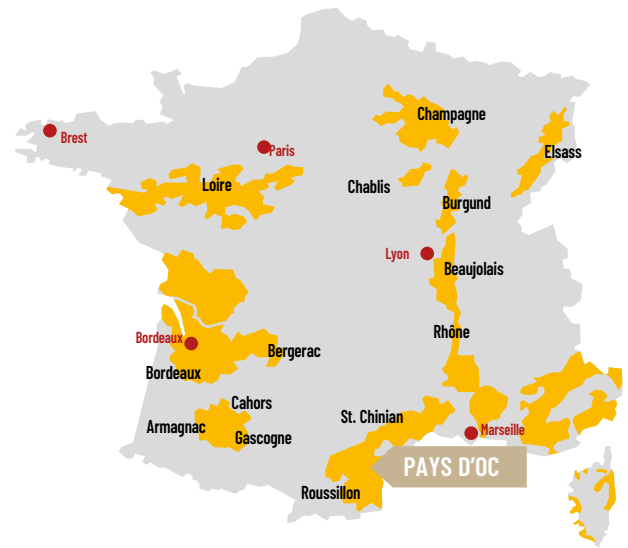 Champagne
Brest
Paris
Elsass
Loire
Chablis
Burgund
Lyon
Beaujolais
Rhône
Bordeaux
Bergerac
Bordeaux
Cahors
St. Chinian
Armagnac
Marseille
Gascogne
PAYS D'OC
Roussillon